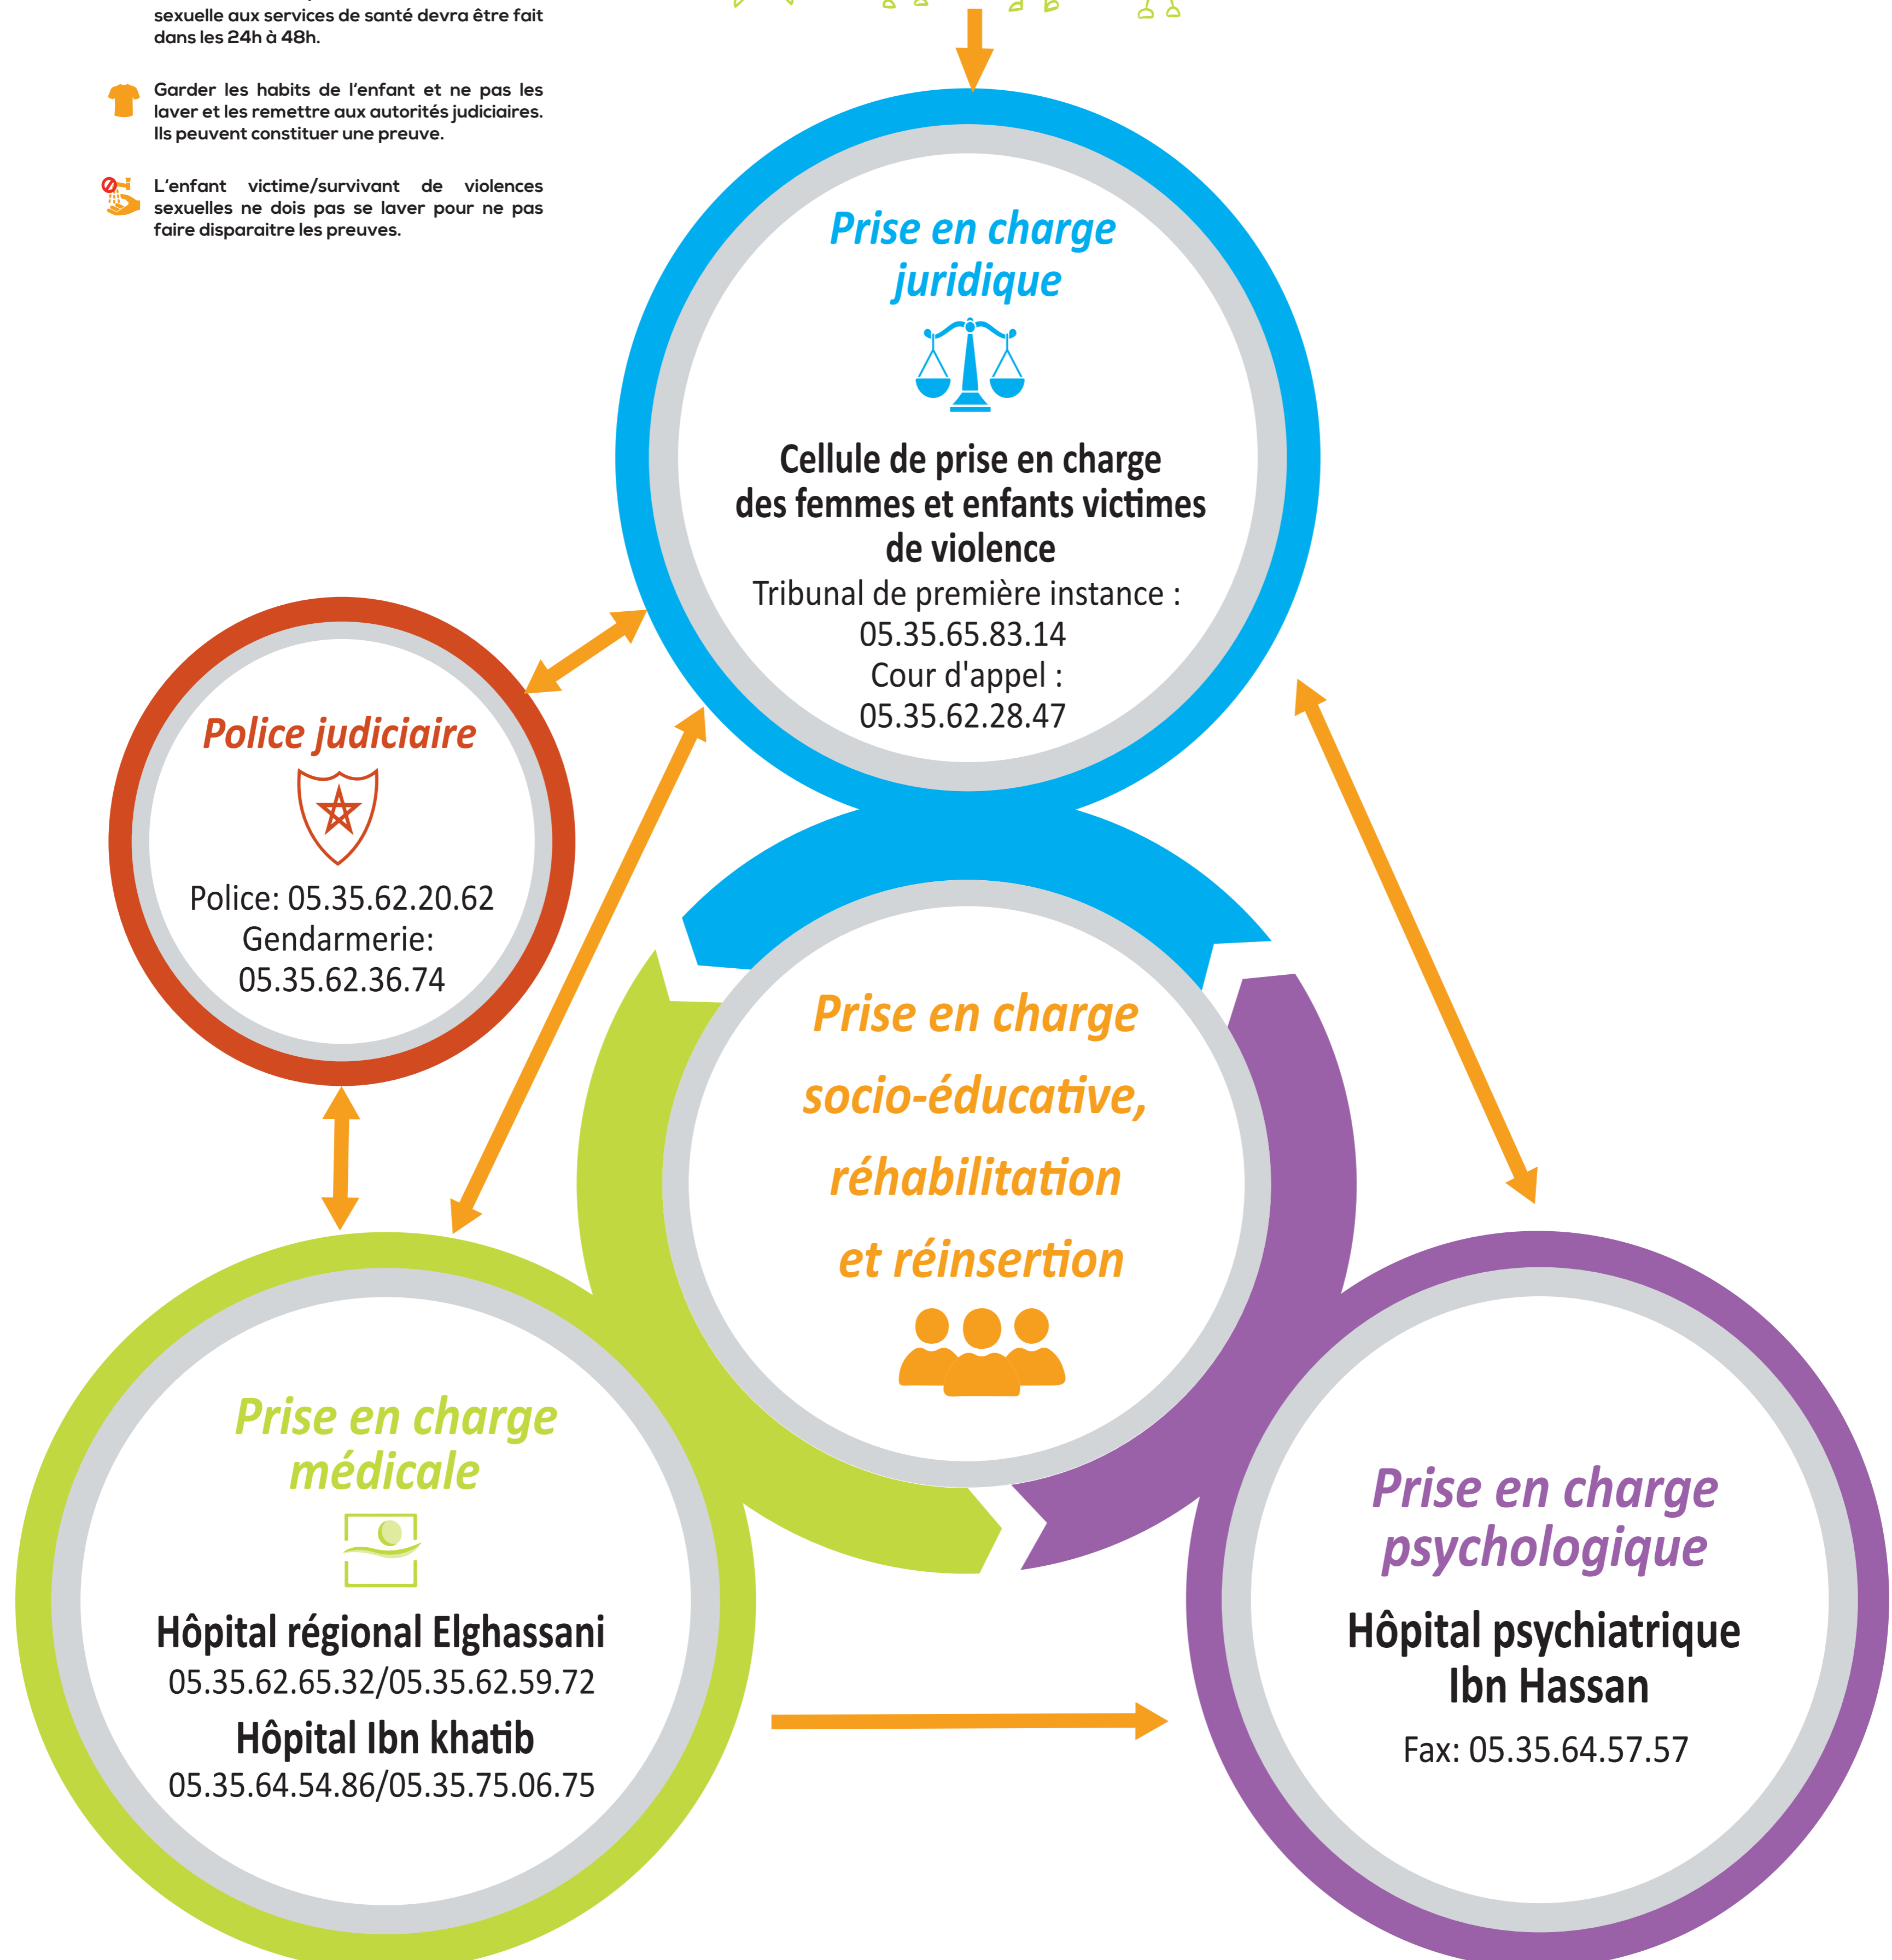 sexuelle aux services de santé devra être fait
dans les 24h à 48h.
Garder les habits de l'enfant et ne pas les
laver et les remettre aux autorités judiciaires.
Ils peuvent constituer une preuve.
L'enfant victime/survivant de violences
sexuelles ne dois pas se laver pour ne pas
faire disparaitre les preuves.
Prise en charge
juridique
Cellule de prise en charge
des femmes et enfants victimes
de violence
Tribunal de première instance :
05.35.65.83.14
Cour d'appel :
05.35.62.28.47
Police judiciaire
Police: 05.35.62.20.62
Gendarmerie:
05.35.62.36.74
Prise en charge
socio-éducative,
réhabilitation
et réinsertion
Prise en charge
médicale
Hôpital régional Elghassani
05.35.62.65.32/05.35.62.59.72
Hôpital Ibn khatib
05.35.64.54.86/05.35.75.06.75
Prise en charge
psychologique
Hôpital psychiatrique
Ibn Hassan
Fax: 05.35.64.57.57